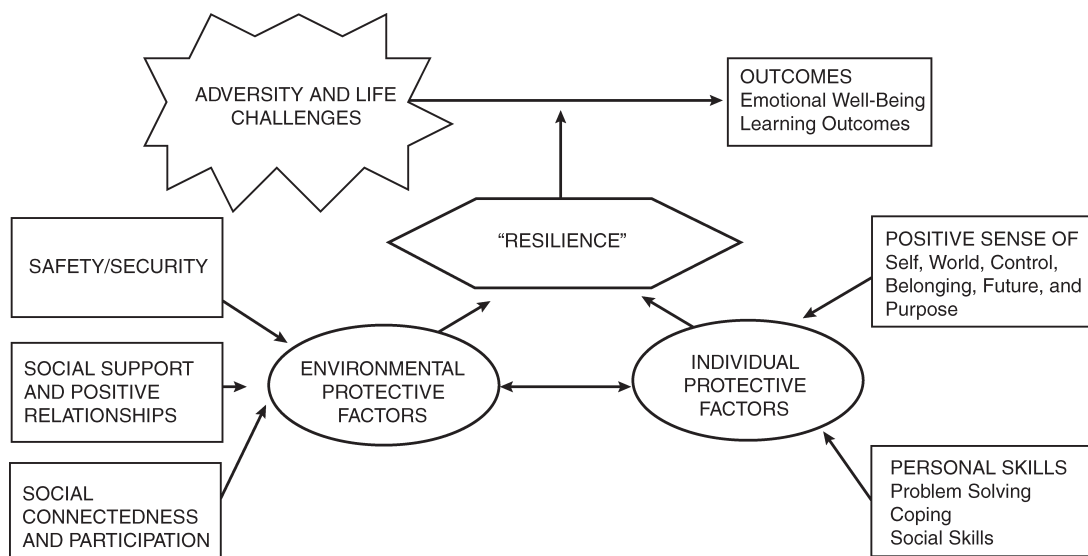 ADVERSITY AND LIFE
CHALLENGES
OUTCOMES
Emotional Well-Being
Learning Outcomes
“RESILIENCE”
SAFETY/SECURITY
SOCIAL SUPPORT
AND POSITIVE
RELATIONSHIPS
SOCIAL
CONNECTEDNESS
AND PARTICIPATION
ENVIRONMENTAL
PROTECTIVE
FACTORS
INDIVIDUAL
PROTECTIVE
FACTORS
POSITIVE SENSE OF
Self, World, Control,
Belonging, Future, and
Purpose
PERSONAL SKILLS
Problem Solving
Coping
Social Skills